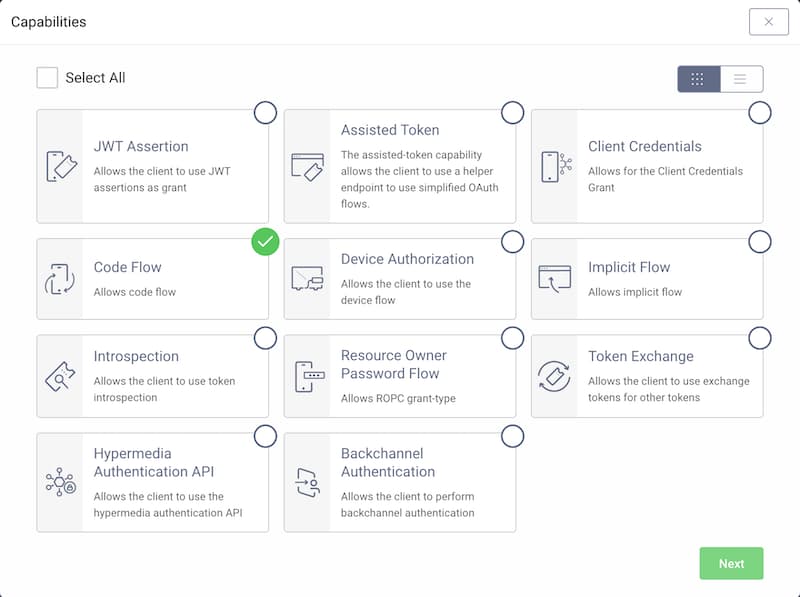 Capabilities
Select All
JWT Assertion
Allows the client to use JWT
assertions as grant
Assisted Token
The assisted-token capability
allows the client to use a helper
endpoint to use simplified OAuth
flows.
Client Credentials
Allows for the Client Credentials
Grant
Code Flow
Allows code flow
Device Authorization
Allows the client to use the
device flow
Implicit Flow
Allows implicit flow
Introspection
Allows the client to use token
introspection
Resource Owner
Password Flow
Allows ROPC grant-type
Token Exchange
Allows the client to use exchange
tokens for other tokens
Hypermedia
Authentication API
Allows the client to use the
hypermedia authentication API
Backchannel
Authentication
Allows the client to perform
backchannel authentication
Next